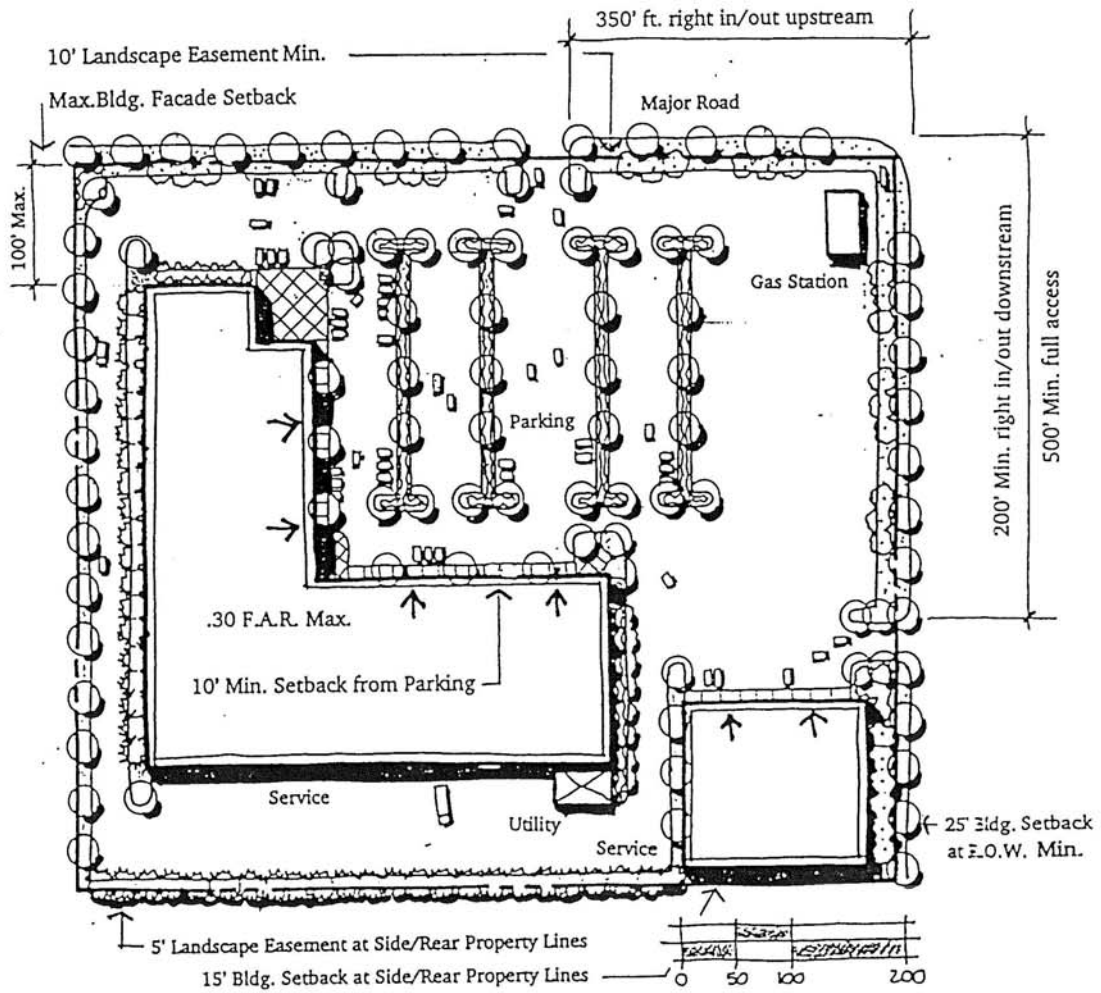 350' ft. right in/out upstream
10' Landscape Easement Min.
Max.Bldg. Facade Setback
Major Road
100' Max.
Gas Station
200' Min. right in/out downstream
500' Min. full access
Parking
.30 F.A.R. Max.
10' Min. Setback from Parking
Service
Utility
Service
25' Bldg. Setback
at R.O.W. Min.
5' Landscape Easement at Side/Rear Property Lines
15' Bldg. Setback at Side/Rear Property Lines
0 50 100 200